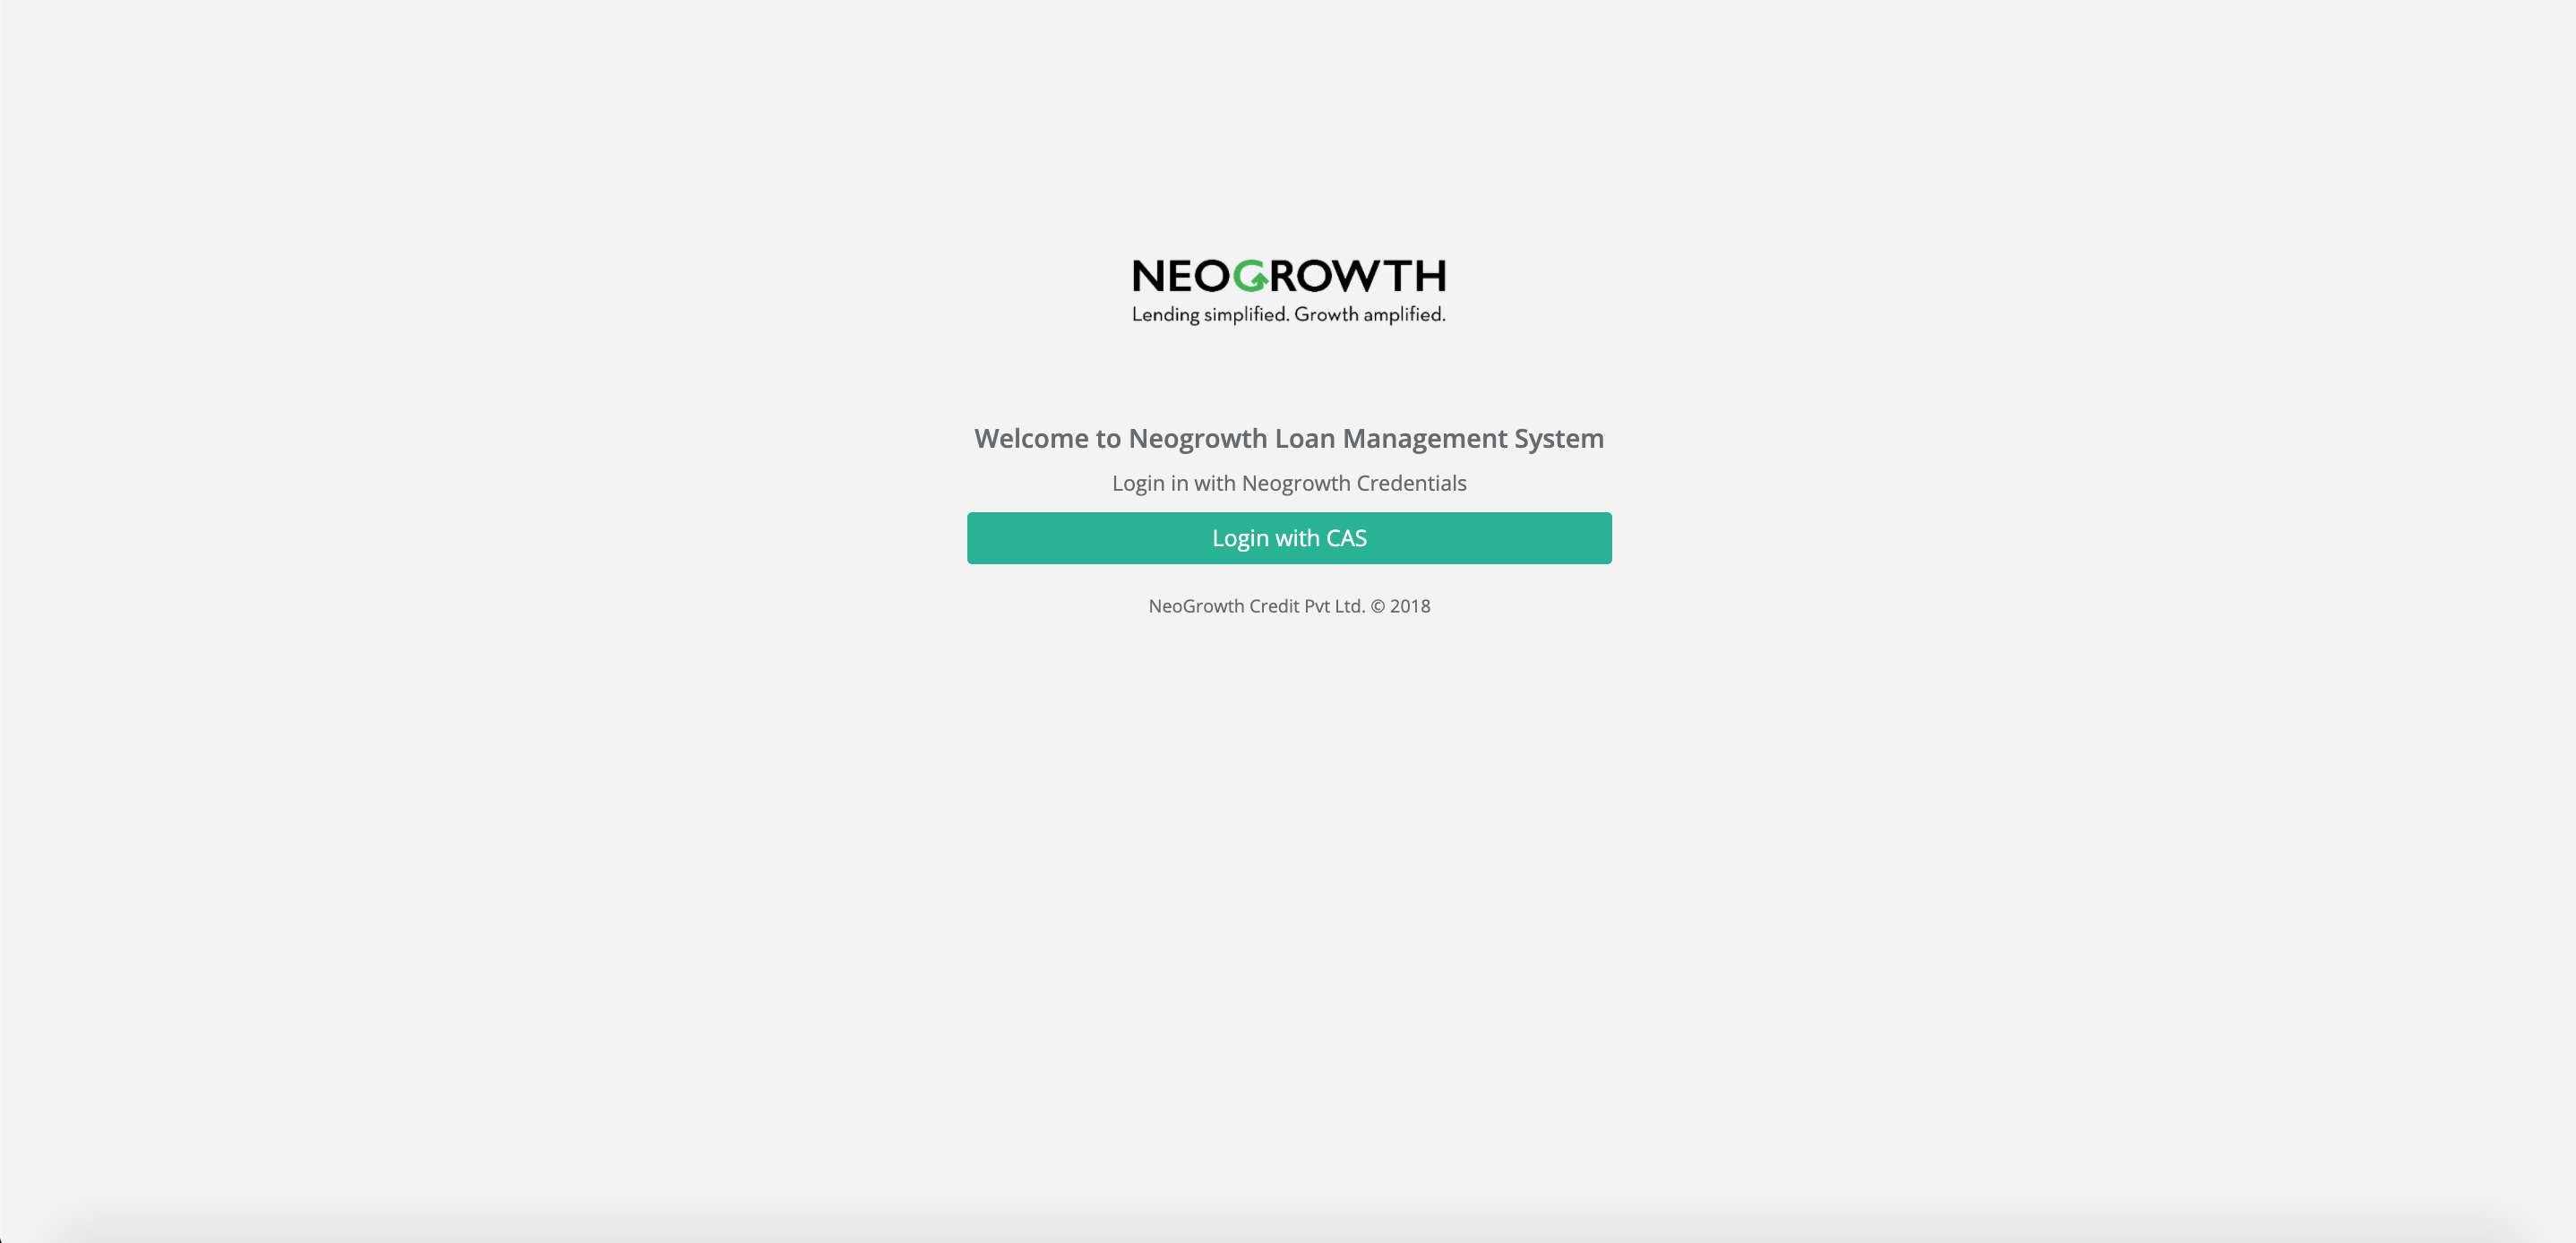 NEOGROWTH
Lending simplified. Growth amplified.
Welcome to Neogrowth Loan Management System
Login in with Neogrowth Credentials
Login with CAS
NeoGrowth Credit Pvt Ltd. © 2018